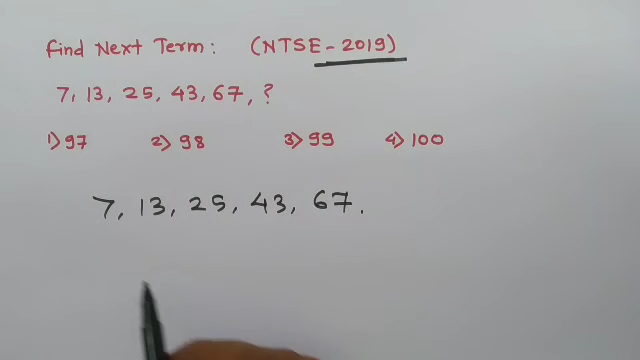 Find Next Term: (NTSE - 2019)
7, 13, 25, 43, 67, ?
1) 97 2) 98 3) 99 4) 100
7, 13, 25, 43, 67.